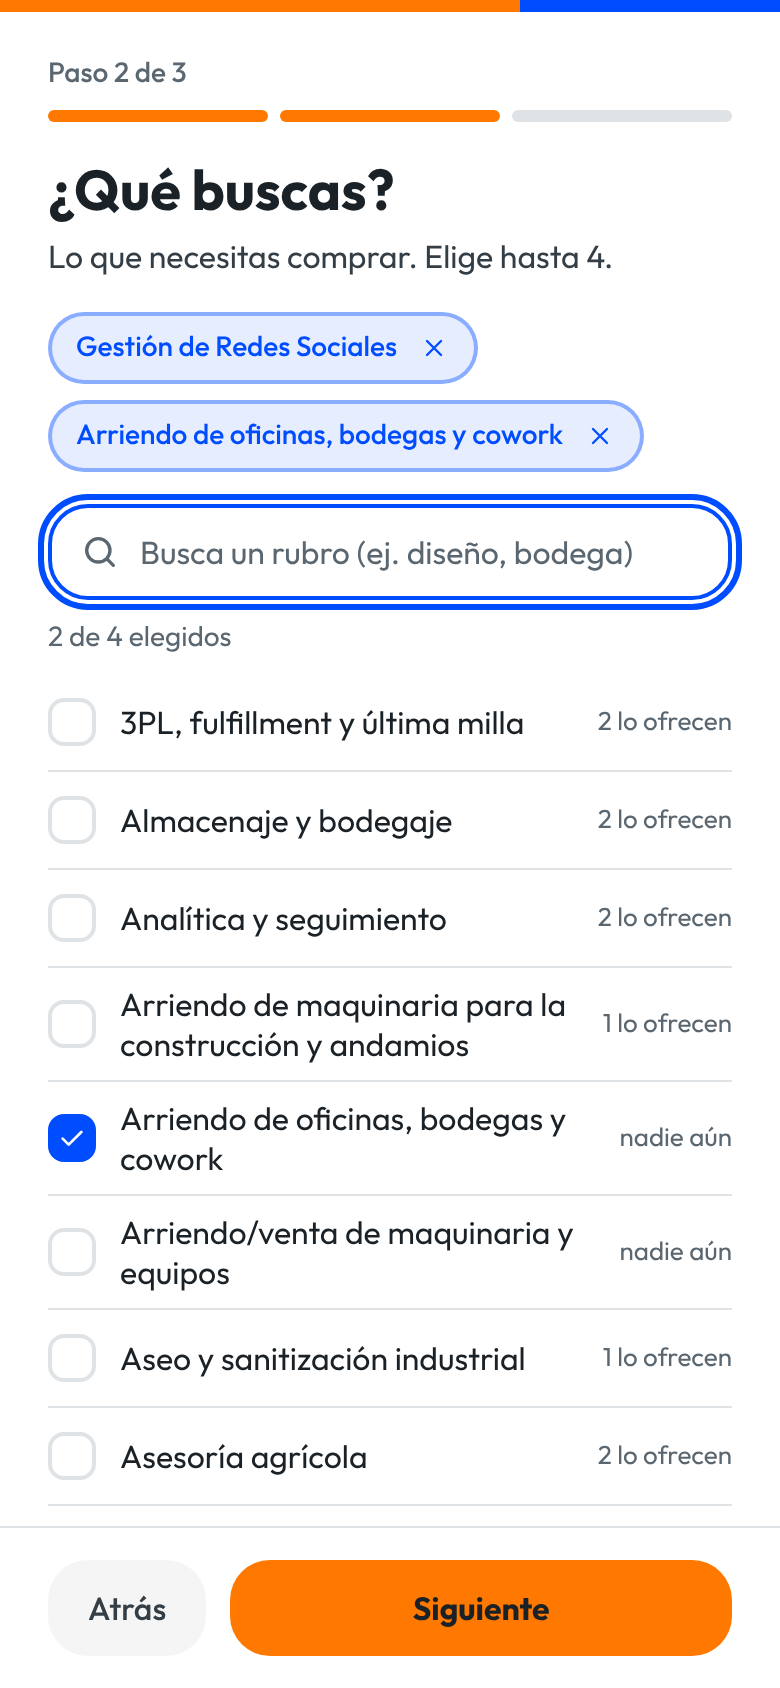 Paso 2 de 3
¿Qué buscas?
Lo que necesitas comprar. Elige hasta 4.
Gestión de Redes Sociales
Arriendo de oficinas, bodegas y cowork
Busca un rubro (ej. diseño, bodega)
2 de 4 elegidos
3PL, fulfillment y última milla 2 lo ofrecen
Almacenaje y bodegaje 2 lo ofrecen
Analítica y seguimiento 2 lo ofrecen
Arriendo de maquinaria para la
construcción y andamios
1 lo ofrecen
Arriendo de oficinas, bodegas y
cowork
nadie aún
Arriendo/venta de maquinaria y
equipos
nadie aún
Aseo y sanitización industrial 1 lo ofrecen
Asesoría agrícola 2 lo ofrecen
Atrás Siguiente